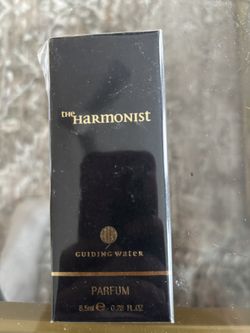 THE HARMONIST
GUIDING WATER
PARFUM
8.5ml e - 0.28 FL.OZ